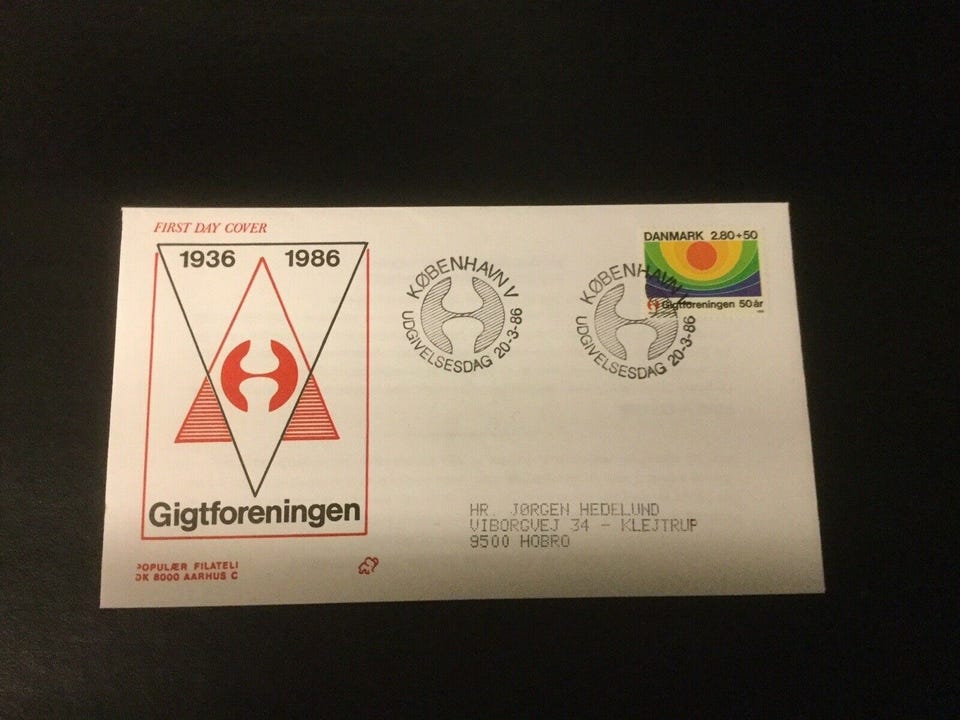 FIRST DAY COVER
1936 1986
Gigtforeningen
POPULÆR FILATELI
DK 8000 AARHUS C
KØBENHAVN V
UDGIVELSESDAG 20-3-86
KØBENHAVN V
UDGIVELSESDAG 20-3-86
DANMARK 2.80+50
Gigtforeningen 50 år
HR. JØRGEN HEDELUND
VIBORGVEJ 34 - KLEJTRUP
9500 HOBRO